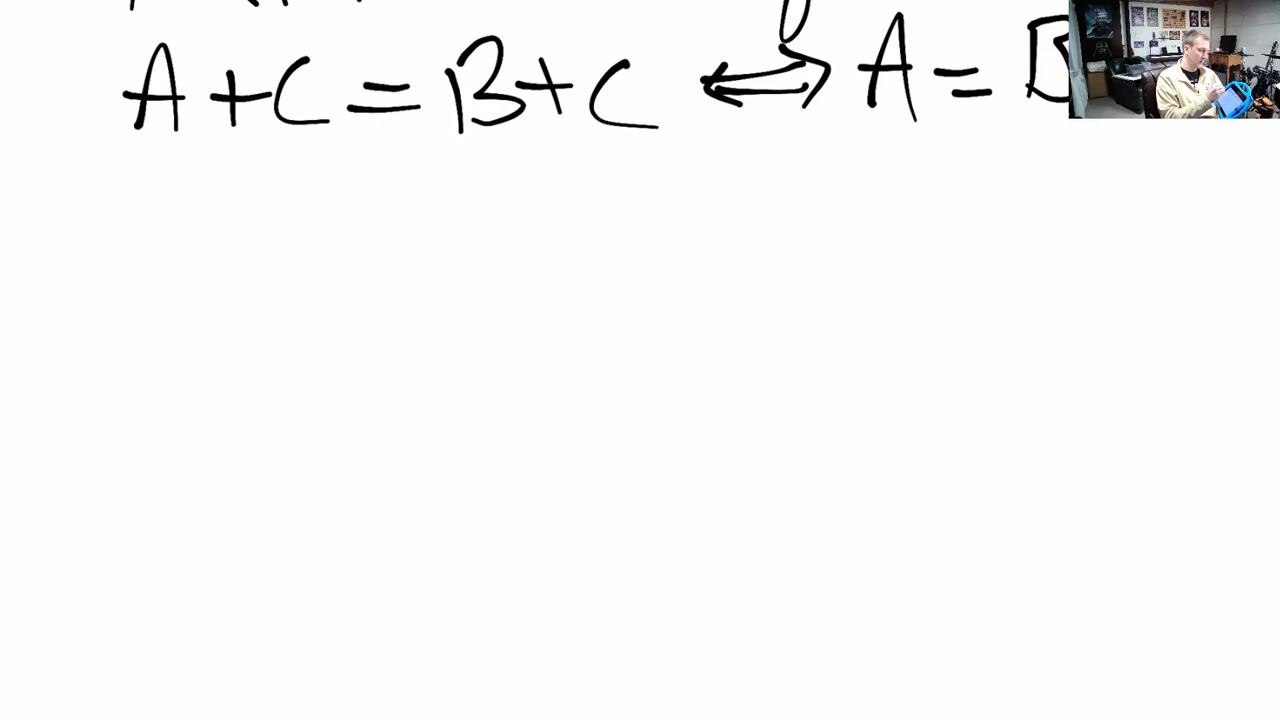 A + C = B + C ⟺ A = B